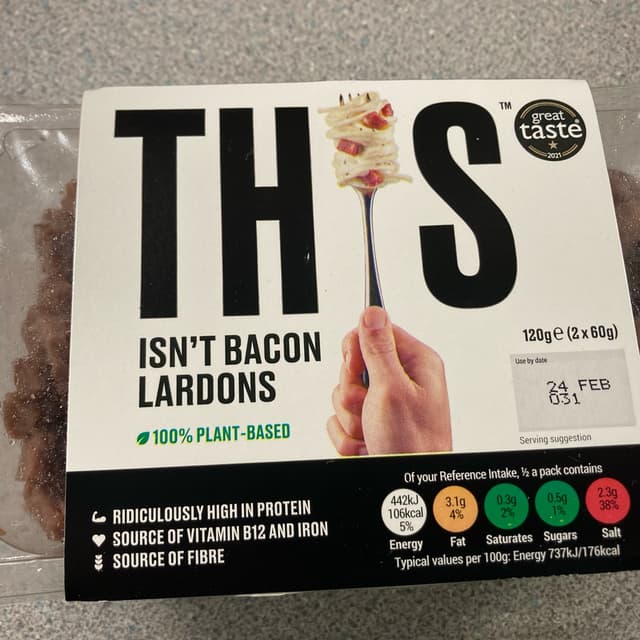 THIS™
great
taste
2021
ISN'T BACON
LARDONS
100% PLANT-BASED
120g e (2 x 60g)
Use by date
24 FEB
031
Serving suggestion
RIDICULOUSLY HIGH IN PROTEIN
SOURCE OF VITAMIN B12 AND IRON
SOURCE OF FIBRE
Of your Reference Intake, ½ a pack contains
442kJ
106kcal
5%
Energy
3.1g
4%
Fat
0.3g
2%
Saturates
0.5g
1%
Sugars
2.3g
38%
Salt
Typical values per 100g: Energy 737kJ/176kcal